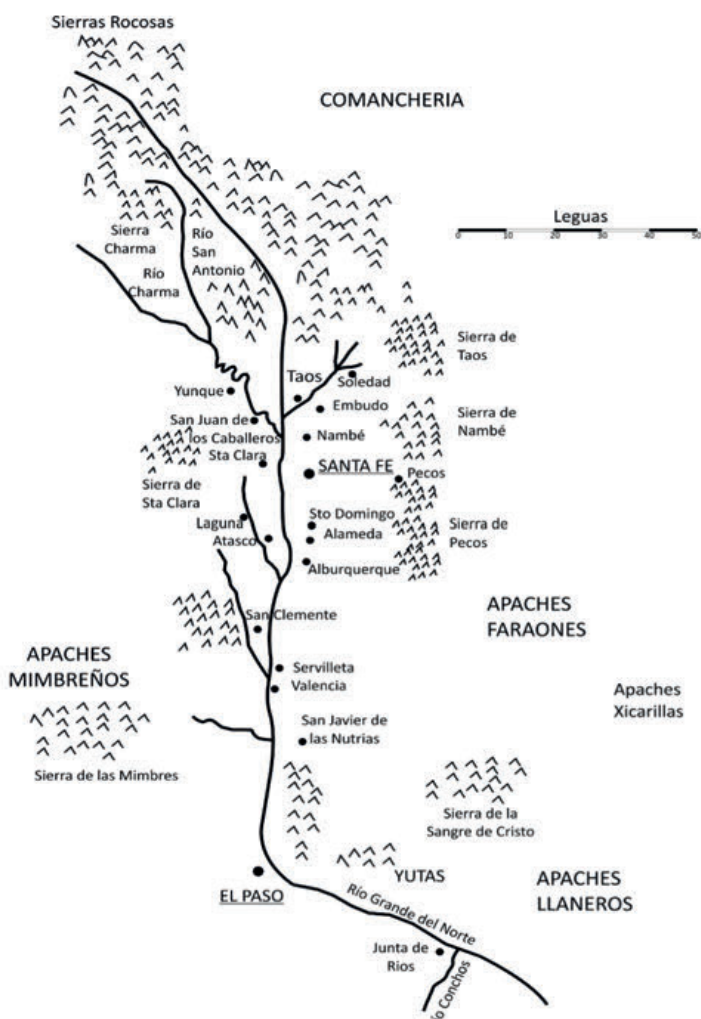 Sierras Rocosas
COMANCHERIA
Leguas
0 10 20 30 40 50
Sierra
Charma
Río
San
Antonio
Río
Charma
Sierra de
Taos
Taos
Soledad
Yunque
Embudo
Sierra de
Nambé
San Juan de
los Caballeros
Nambé
Sta Clara
SANTA FE
Pecos
Sierra de
Sta Clara
Sto Domingo
Laguna
Alameda
Sierra de
Pecos
Atasco
Alburquerque
APACHES
FARAONES
San Clemente
APACHES
MIMBREÑOS
Servilleta
Valencia
Apaches
Xicarillas
San Javier de
las Nutrias
Sierra de las Mimbres
Sierra de la
Sangre de Cristo
YUTAS
APACHES
LLANEROS
EL PASO
Río Grande del Norte
Junta de
Rios
Conchos